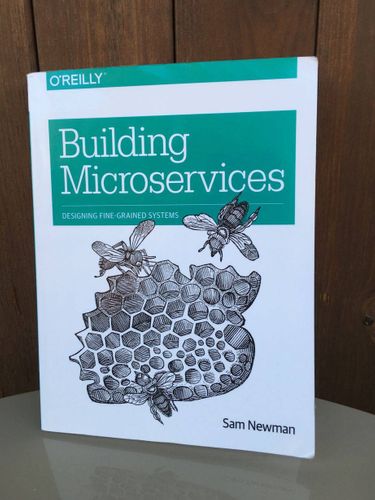 O'REILLY®
Building
Microservices
DESIGNING FINE-GRAINED SYSTEMS
Sam Newman